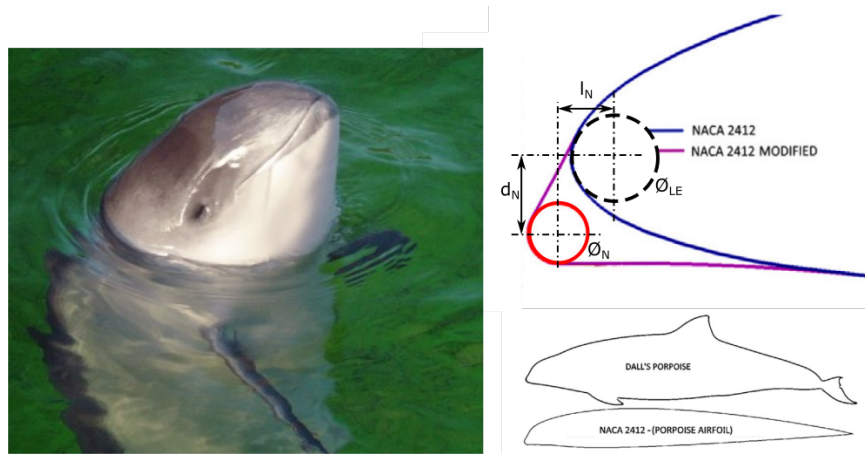 l_N
NACA 2412
NACA 2412 MODIFIED
d_N
Ø_LE
Ø_N
DALL'S PORPOISE
NACA 2412 - (PORPOISE AIRFOIL)